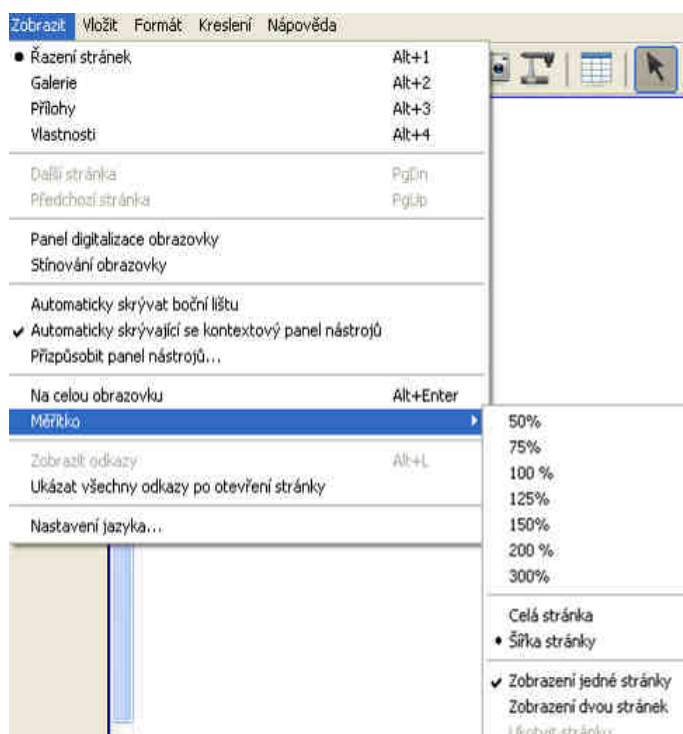 Zobrazit Vložit Formát Kreslení Nápověda
Řazení stránek Alt+1
Galerie Alt+2
Přílohy Alt+3
Vlastnosti Alt+4
Další stránka PgDn
Předchozí stránka PgUp
Panel digitalizace obrazovky
Stínování obrazovky
Automaticky skrývat boční lištu
Automaticky skrývající se kontextový panel nástrojů
Přizpůsobit panel nástrojů...
Na celou obrazovku Alt+Enter
Měřítko
Zobrazit odkazy Alt+L
Ukázat všechny odkazy po otevření stránky
Nastavení jazyka...
50%
75%
100 %
125%
150%
200 %
300%
Celá stránka
Šířka stránky
Zobrazení jedné stránky
Zobrazení dvou stránek
Ukotvit stránku